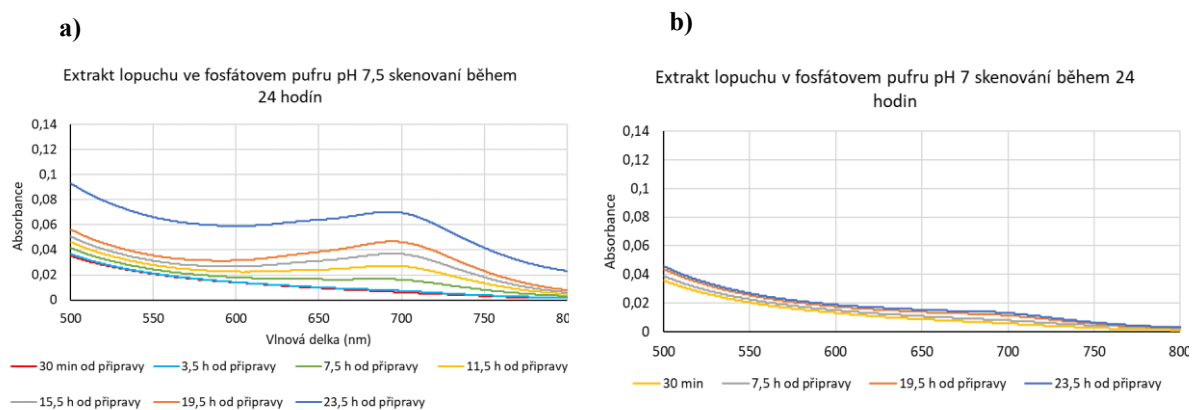 a)
Extrakt lopuchu ve fosfátovem pufru pH 7,5 skenovaní během
24 hodín
0,14
0,12
0,1
0,08
0,06
0,04
0,02
0
Absorbance
500 550 600 650 700 750 80
Vlnová delka (nm)
30 min od připravy 3,5 h od připravy 7,5 h od připravy 11,5 h od připravy
15,5 h od připravy 19,5 h od připravy 23,5 h od připravy
b)
Extrakt lopuchu v fosfátovem pufru pH 7 skenování během 24
hodin
0,14
0,12
0,1
0,08
0,06
0,04
0,02
0
Absorbance
500 550 600 650 700 750 800
30 min 7,5 h od připravy 19,5 h od připravy 23,5 h od připravy